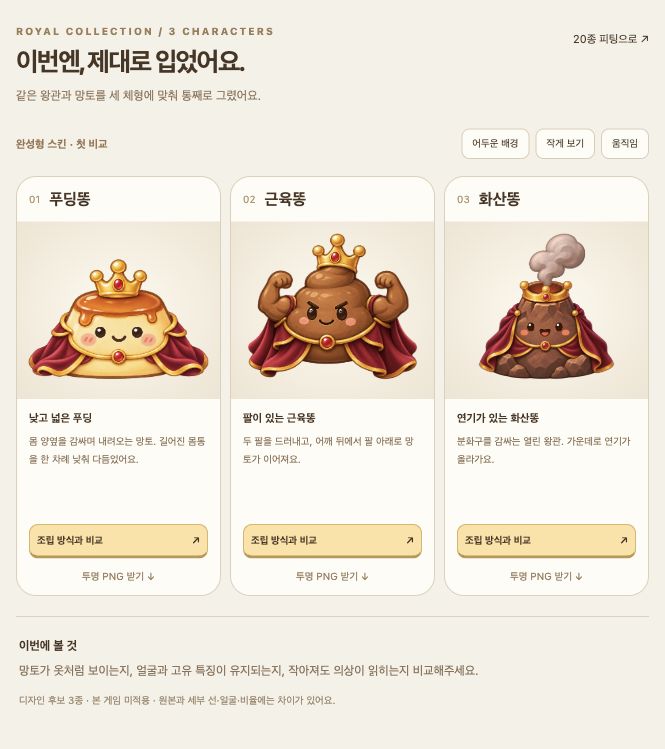 ROYAL COLLECTION / 3 CHARACTERS
20종 피팅으로 ↗
이번엔, 제대로 입었어요.
같은 왕관과 망토를 세 체형에 맞춰 통째로 그렸어요.
완성형 스킨 · 첫 비교
어두운 배경
작게 보기
움직임
01 푸딩똥
낮고 넓은 푸딩
몸 양옆을 감싸며 내려오는 망토. 길어진 몸통
을 한 차례 낮춰 다듬었어요.
조립 방식과 비교 ↗
투명 PNG 받기 ↓
02 근육똥
팔이 있는 근육똥
두 팔을 드러내고, 어깨 뒤에서 팔 아래로 망
토가 이어져요.
조립 방식과 비교 ↗
투명 PNG 받기 ↓
03 화산똥
연기가 있는 화산똥
분화구를 감싸는 열린 왕관. 가운데로 연기가
올라가요.
조립 방식과 비교 ↗
투명 PNG 받기 ↓
이번에 볼 것
망토가 옷처럼 보이는지, 얼굴과 고유 특징이 유지되는지, 작아져도 의상이 읽히는지 비교해주세요.
디자인 후보 3종 · 본 게임 미적용 · 원본과 세부 선·얼굴·비율에는 차이가 있어요.